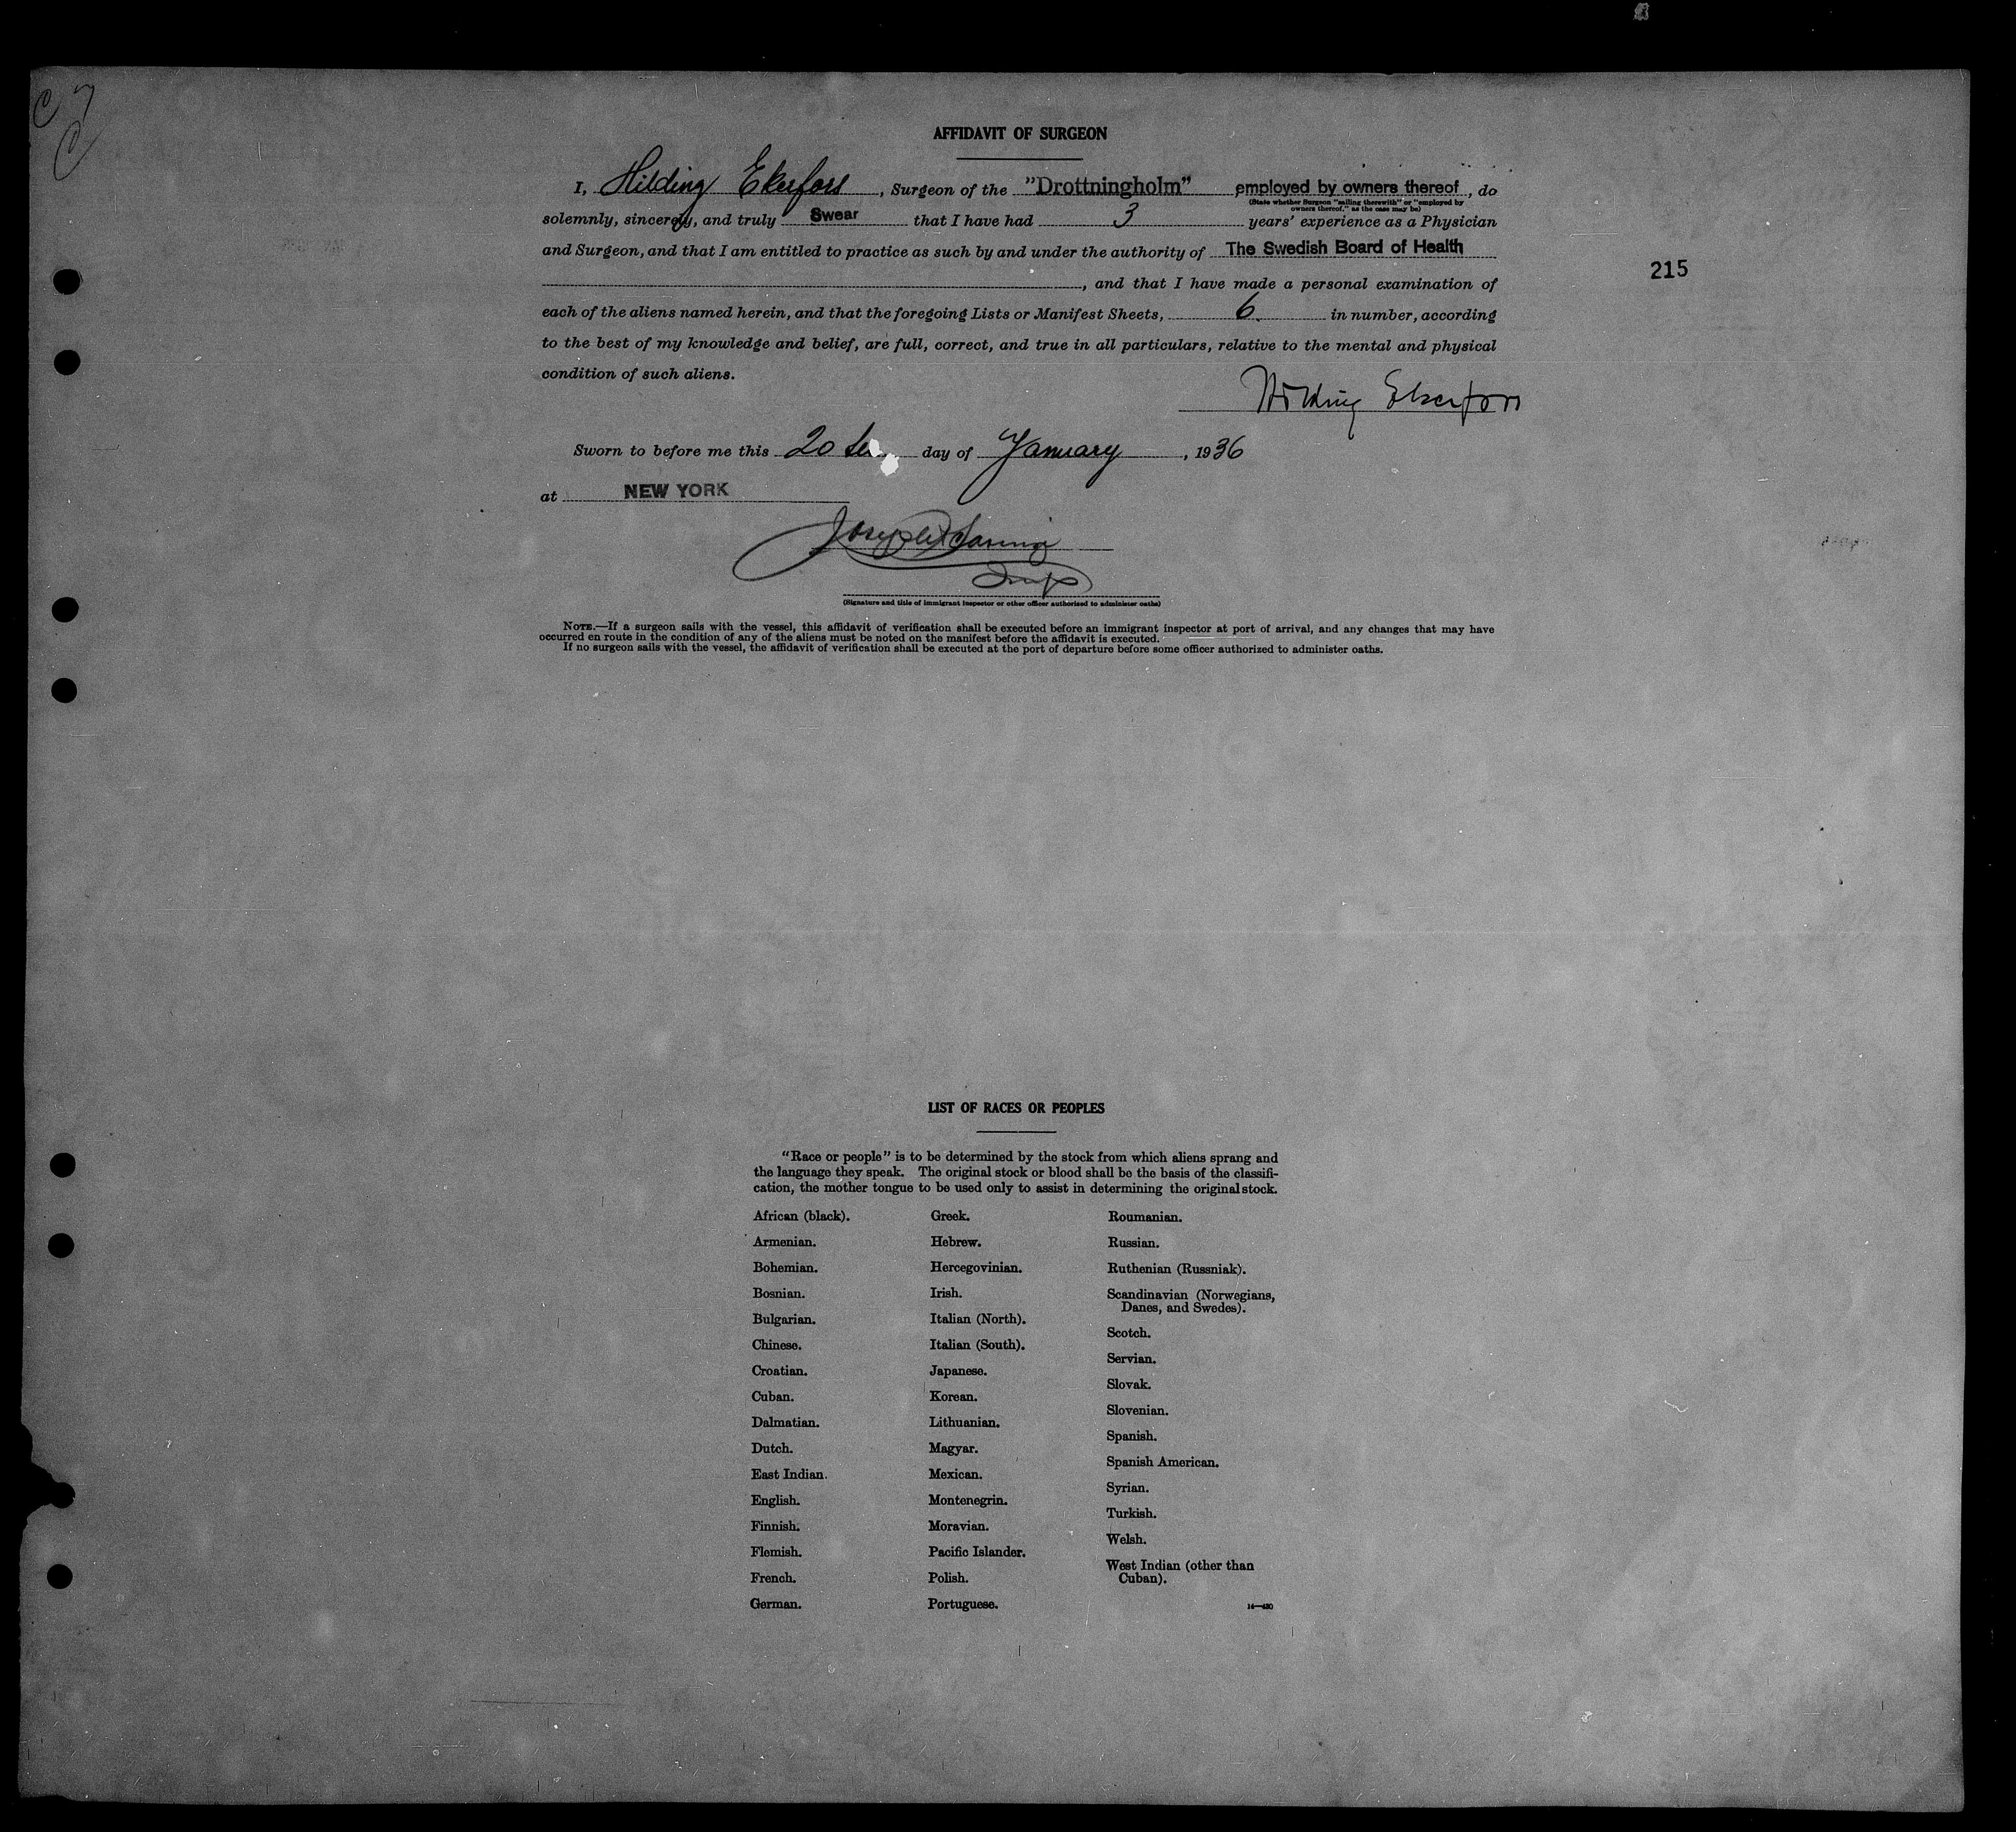 C 7
C
AFFIDAVIT OF SURGEON
I, Hilding Ekerfors, Surgeon of the "Drottningholm" employed by owners thereof, do
(State whether Surgeon "sailing therewith" or "employed by
owners thereof," as the case may be)
solemnly, sincerely, and truly Swear that I have had 3 years' experience as a Physician
and Surgeon, and that I am entitled to practice as such by and under the authority of The Swedish Board of Health
215
, and that I have made a personal examination of
each of the aliens named herein, and that the foregoing Lists or Manifest Sheets, 6. in number, according
to the best of my knowledge and belief, are full, correct, and true in all particulars, relative to the mental and physical
condition of such aliens.
Hilding Ekerfors
Sworn to before me this 20 day of January, 1936
at NEW YORK
Joseph
Insp
(Signature and title of immigrant inspector or other officer authorized to administer oaths)
NOTE.—If a surgeon sails with the vessel, this affidavit of verification shall be executed before an immigrant inspector at port of arrival, and any changes that may have
occurred en route in the condition of any of the aliens must be noted on the manifest before the affidavit is executed.
If no surgeon sails with the vessel, the affidavit of verification shall be executed at the port of departure before some officer authorized to administer oaths.
LIST OF RACES OR PEOPLES
"Race or people" is to be determined by the stock from which aliens sprang and
the language they speak. The original stock or blood shall be the basis of the classifi-
cation, the mother tongue to be used only to assist in determining the original stock.
African (black).
Armenian.
Bohemian.
Bosnian.
Bulgarian.
Chinese.
Croatian.
Cuban.
Dalmatian.
Dutch.
East Indian.
English.
Finnish.
Flemish.
French.
German.
Greek.
Hebrew.
Hercegovinian.
Irish.
Italian (North).
Italian (South).
Japanese.
Korean.
Lithuanian.
Magyar.
Mexican.
Montenegrin.
Moravian.
Pacific Islander.
Polish.
Portuguese.
Roumanian.
Russian.
Ruthenian (Russniak).
Scandinavian (Norwegians,
Danes, and Swedes).
Scotch.
Servian.
Slovak.
Slovenian.
Spanish.
Spanish American.
Syrian.
Turkish.
Welsh.
West Indian (other than
Cuban).